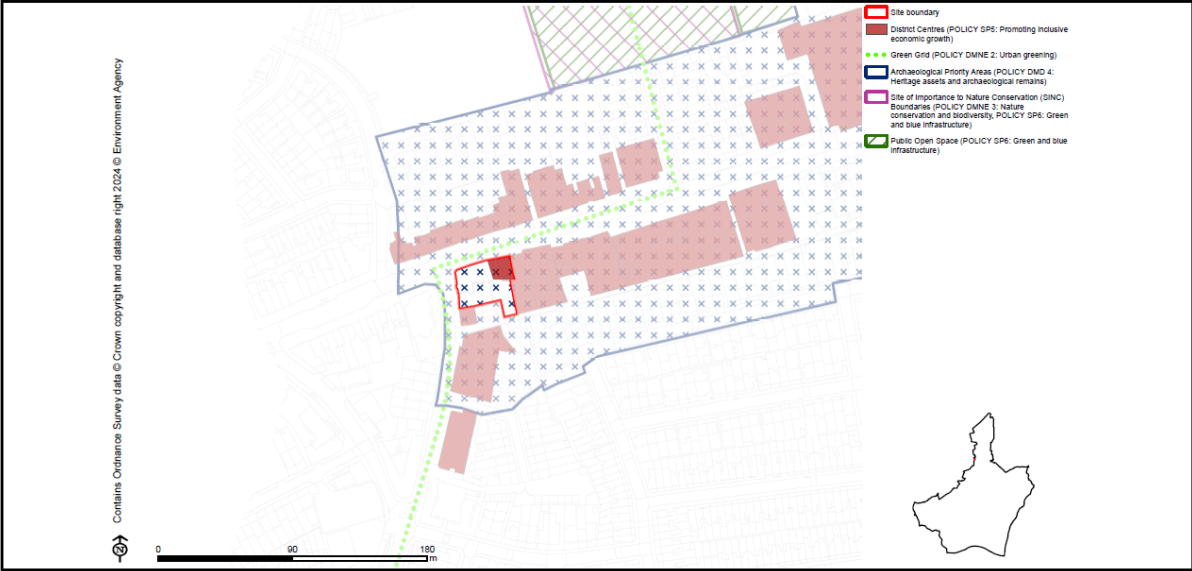 Contains Ordnance Survey data © Crown copyright and database right 2024 © Environment Agency
Site boundary
District Centres (POLICY SP5: Promoting inclusive
economic growth)
Green Grid (POLICY DMNE 2: Urban greening)
Archaeological Priority Areas (POLICY DMD 4:
Heritage assets and archaeological remains)
Site of Importance to Nature Conservation (SINC)
Boundaries (POLICY DMNE 3: Nature
conservation and biodiversity, POLICY SP6: Green
and blue infrastructure)
Public Open Space (POLICY SP6: Green and blue
infrastructure)
N
0 90 180
m